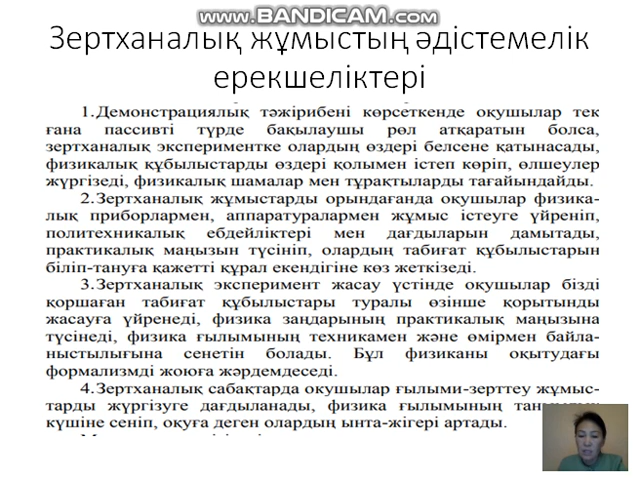 www.BANDICAM.com
Зертханалық жұмыстың әдістемелік
ерекшеліктері
1.Демонстрациялық тәжірибені көрсеткенде оқушылар тек
ғана пассивті түрде бақылаушы рөл атқаратын болса,
зертханалық экспериментке олардың өздері белсене қатынасады,
физикалық құбылыстарды өздері қолымен істеп көріп, өлшеулер
жүргізеді, физикалық шамалар мен тұрақтыларды тағайындайды.
2.Зертханалық жұмыстарды орындағанда оқушылар физика-
лық приборлармен, аппаратуралармен жұмыс істеуге үйреніп,
политехникалық ебдейліктері мен дағдыларын дамытады,
практикалық маңызын түсініп, олардың табиғат құбылыстарын
біліп-тануға қажетті құрал екендігіне көз жеткізеді.
3.Зертханалық эксперимент жасау үстінде оқушылар бізді
қоршаған табиғат құбылыстары туралы өзінше қорытынды
жасауға үйренеді, физика заңдарының практикалық маңызына
түсінеді, физика ғылымының техникамен және өмірмен байла-
ныстылығына сенетін болады. Бұл физиканы оқытудағы
формализмді жоюға жәрдемдеседі.
4.Зертханалық сабақтарда оқушылар ғылыми-зерттеу жұмыс-
тарды жүргізуге дағдыланады, физика ғылымының
күшіне сеніп, оқуға деген олардың ынта-жігері артады.